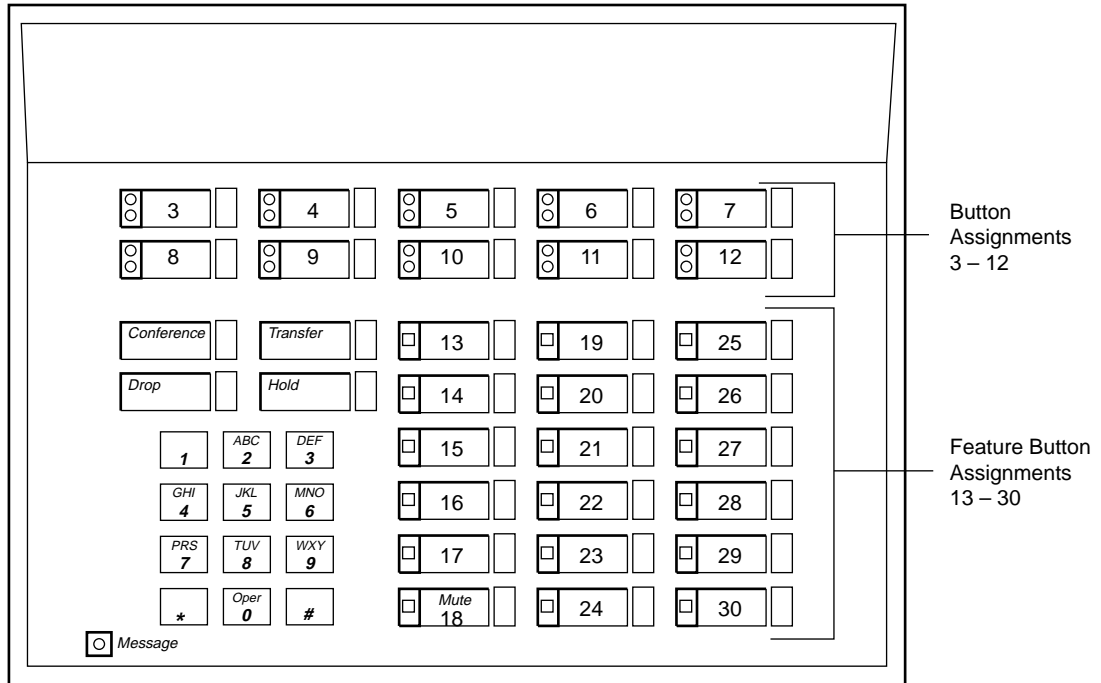 3 4 5 6 7
8 9 10 11 12
Button
Assignments
3 – 12
Conference Transfer 13 19 25
Drop Hold 14 20 26
ABC DEF
1 2 3
15 21 27
GHI JKL MNO
4 5 6
16 22 28
PRS TUV WXY
7 8 9
17 23 29
Oper
* 0 #
Mute
18 24 30
Message
Feature Button
Assignments
13 – 30